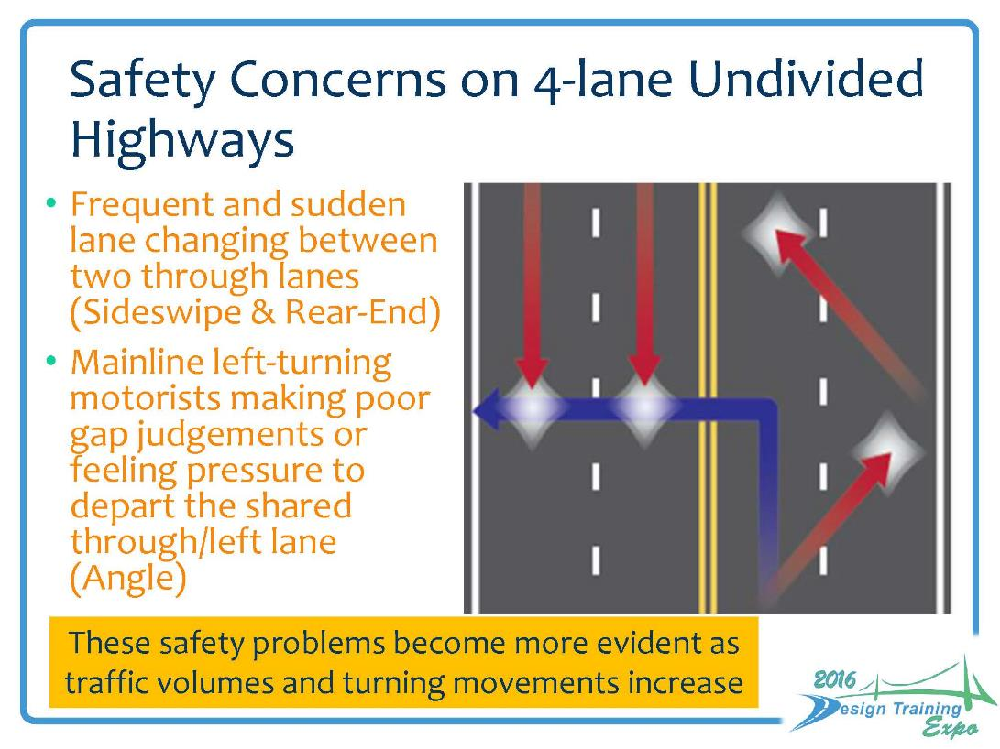 Safety Concerns on 4-lane Undivided
Highways
• Frequent and sudden
lane changing between
two through lanes
(Sideswipe & Rear-End)
• Mainline left-turning
motorists making poor
gap judgements or
feeling pressure to
depart the shared
through/left lane
(Angle)
These safety problems become more evident as
traffic volumes and turning movements increase
2016
Design Training
Expo